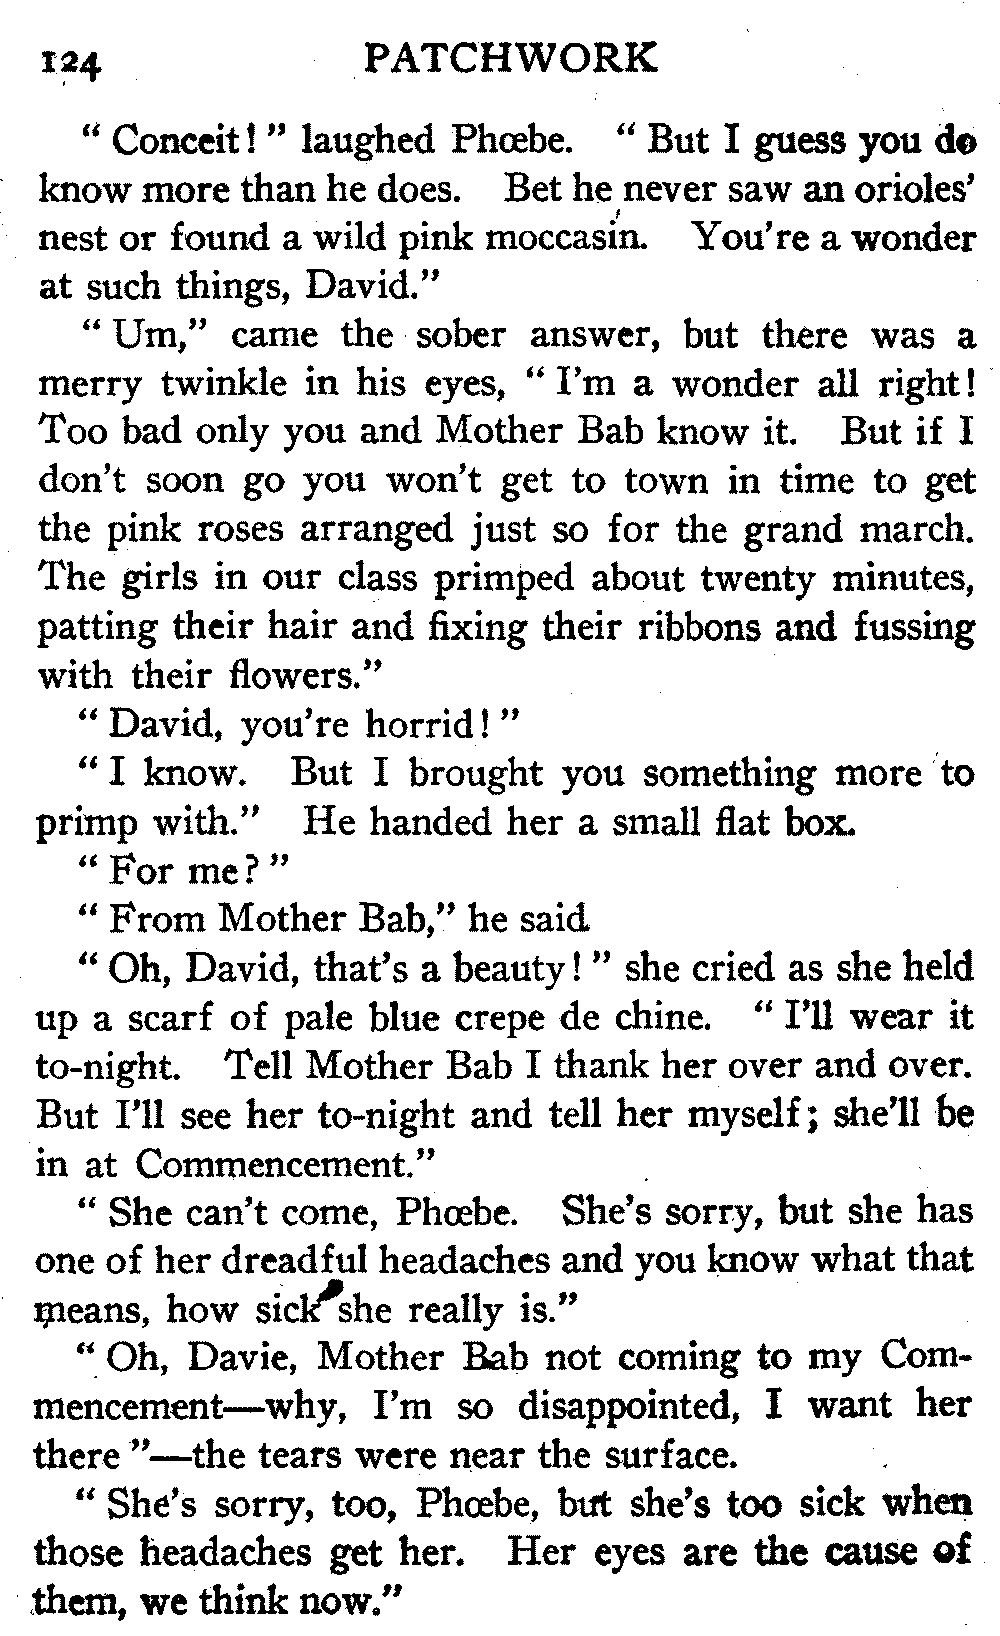 124 PATCHWORK
“ Conceit! ” laughed Phœbe. “ But I guess you do
know more than he does. Bet he never saw an orioles’
nest or found a wild pink moccasin. You’re a wonder
at such things, David.”
“ Um,” came the sober answer, but there was a
merry twinkle in his eyes, “ I’m a wonder all right!
Too bad only you and Mother Bab know it. But if I
don’t soon go you won’t get to town in time to get
the pink roses arranged just so for the grand march.
The girls in our class primped about twenty minutes,
patting their hair and fixing their ribbons and fussing
with their flowers.”
“ David, you’re horrid! ”
“ I know. But I brought you something more to
primp with.” He handed her a small flat box.
“ For me? ”
“ From Mother Bab,” he said
“ Oh, David, that’s a beauty! ” she cried as she held
up a scarf of pale blue crepe de chine. “ I’ll wear it
to-night. Tell Mother Bab I thank her over and over.
But I’ll see her to-night and tell her myself; she’ll be
in at Commencement.”
“ She can’t come, Phœbe. She’s sorry, but she has
one of her dreadful headaches and you know what that
means, how sick she really is.”
“ Oh, Davie, Mother Bab not coming to my Com-
mencement—why, I’m so disappointed, I want her
there ”—the tears were near the surface.
“ She’s sorry, too, Phœbe, but she’s too sick when
those headaches get her. Her eyes are the cause of
them, we think now.”